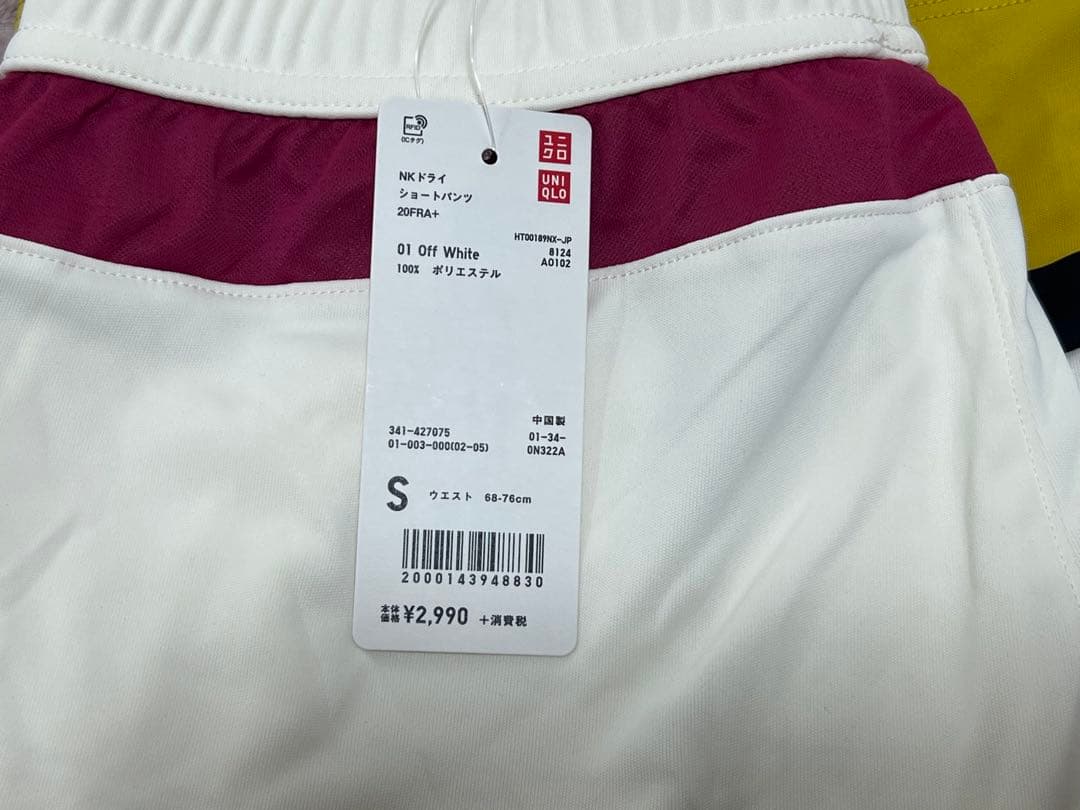 RFID
(ICタグ)
ユニ
クロ
UNI
QLO
NKドライ
ショートパンツ
20FRA+
HT00189NX-JP
01 Off White
8124
100% ポリエステル
A0102
中国製
341-427075
01-34-
01-003-000(02-05)
0N322A
S ウエスト 68-76cm
2000143948830
本体
価格 ¥2,990 +消費税